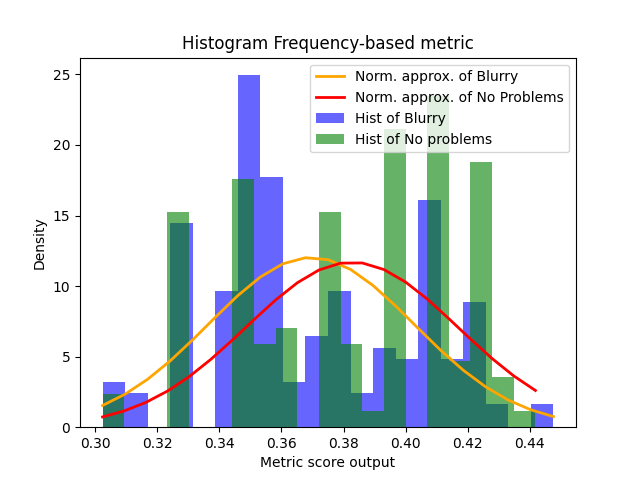 Histogram Frequency-based metric
Norm. approx. of Blurry
Norm. approx. of No Problems
Hist of Blurry
Hist of No problems
25
20
15
10
5
0
Density
0.30 0.32 0.34 0.36 0.38 0.40 0.42 0.44
Metric score output